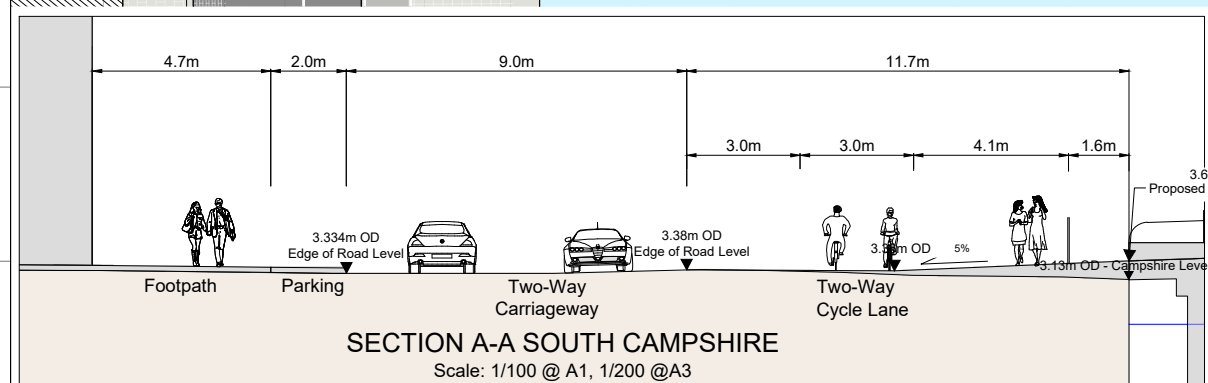 4.7m 2.0m 9.0m 11.7m
3.0m 3.0m 4.1m 1.6m
3.6
Proposed
3.334m OD
Edge of Road Level
3.38m OD
Edge of Road Level
OD
5%
3.13m OD - Campshire Leve
Footpath
Parking
Two-Way
Carriageway
Two-Way
Cycle Lane
SECTION A-A SOUTH CAMPSHIRE
Scale: 1/100 @ A1, 1/200 @A3